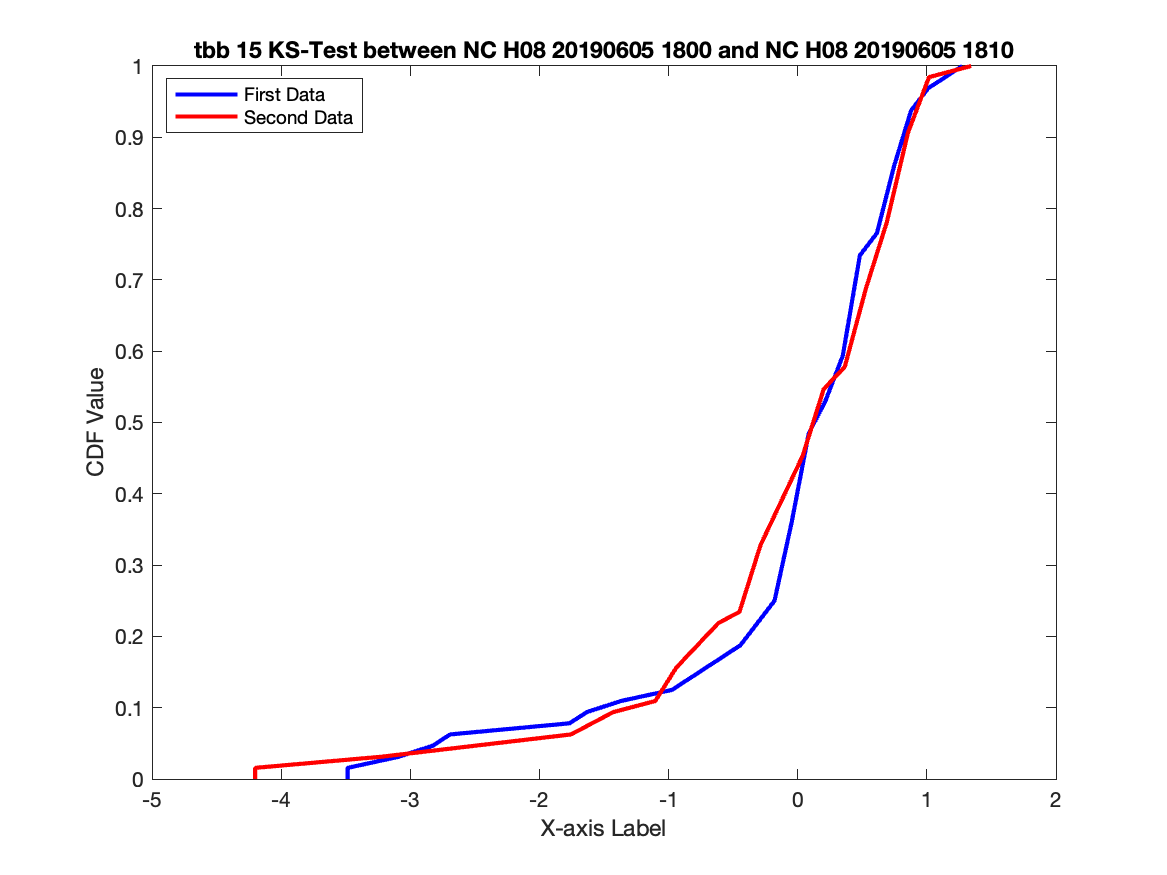 tbb 15 KS-Test between NC H08 20190605 1800 and NC H08 20190605 1810
First Data
Second Data
1
0.9
0.8
0.7
0.6
0.5
0.4
0.3
0.2
0.1
0
CDF Value
-5 -4 -3 -2 -1 0 1 2
X-axis Label